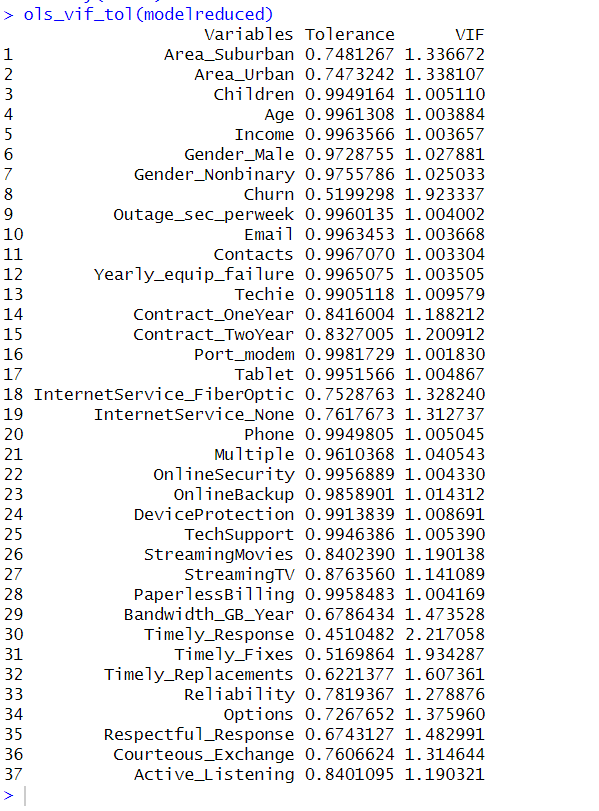 > ols_vif_tol(modelreduced)
Variables Tolerance VIF
1 Area_Suburban 0.7481267 1.336672
2 Area_Urban 0.7473242 1.338107
3 Children 0.9949164 1.005110
4 Age 0.9961308 1.003884
5 Income 0.9963566 1.003657
6 Gender_Male 0.9728755 1.027881
7 Gender_Nonbinary 0.9755786 1.025033
8 Churn 0.5199298 1.923337
9 Outage_sec_perweek 0.9960135 1.004002
10 Email 0.9963453 1.003668
11 Contacts 0.9967070 1.003304
12 Yearly_equip_failure 0.9965075 1.003505
13 Techie 0.9905118 1.009579
14 Contract_OneYear 0.8416004 1.188212
15 Contract_TwoYear 0.8327005 1.200912
16 Port_modem 0.9981729 1.001830
17 Tablet 0.9951566 1.004867
18 InternetService_FiberOptic 0.7528763 1.328240
19 InternetService_None 0.7617673 1.312737
20 Phone 0.9949805 1.005045
21 Multiple 0.9610368 1.040543
22 OnlineSecurity 0.9956889 1.004330
23 OnlineBackup 0.9858901 1.014312
24 DeviceProtection 0.9913839 1.008691
25 TechSupport 0.9946386 1.005390
26 StreamingMovies 0.8402390 1.190138
27 StreamingTV 0.8763560 1.141089
28 PaperlessBilling 0.9958483 1.004169
29 Bandwidth_GB_Year 0.6786434 1.473528
30 Timely_Response 0.4510482 2.217058
31 Timely_Fixes 0.5169864 1.934287
32 Timely_Replacements 0.6221377 1.607361
33 Reliability 0.7819367 1.278876
34 Options 0.7267652 1.375960
35 Respectful_Response 0.6743127 1.482991
36 Courteous_Exchange 0.7606624 1.314644
37 Active_Listening 0.8401095 1.190321
>